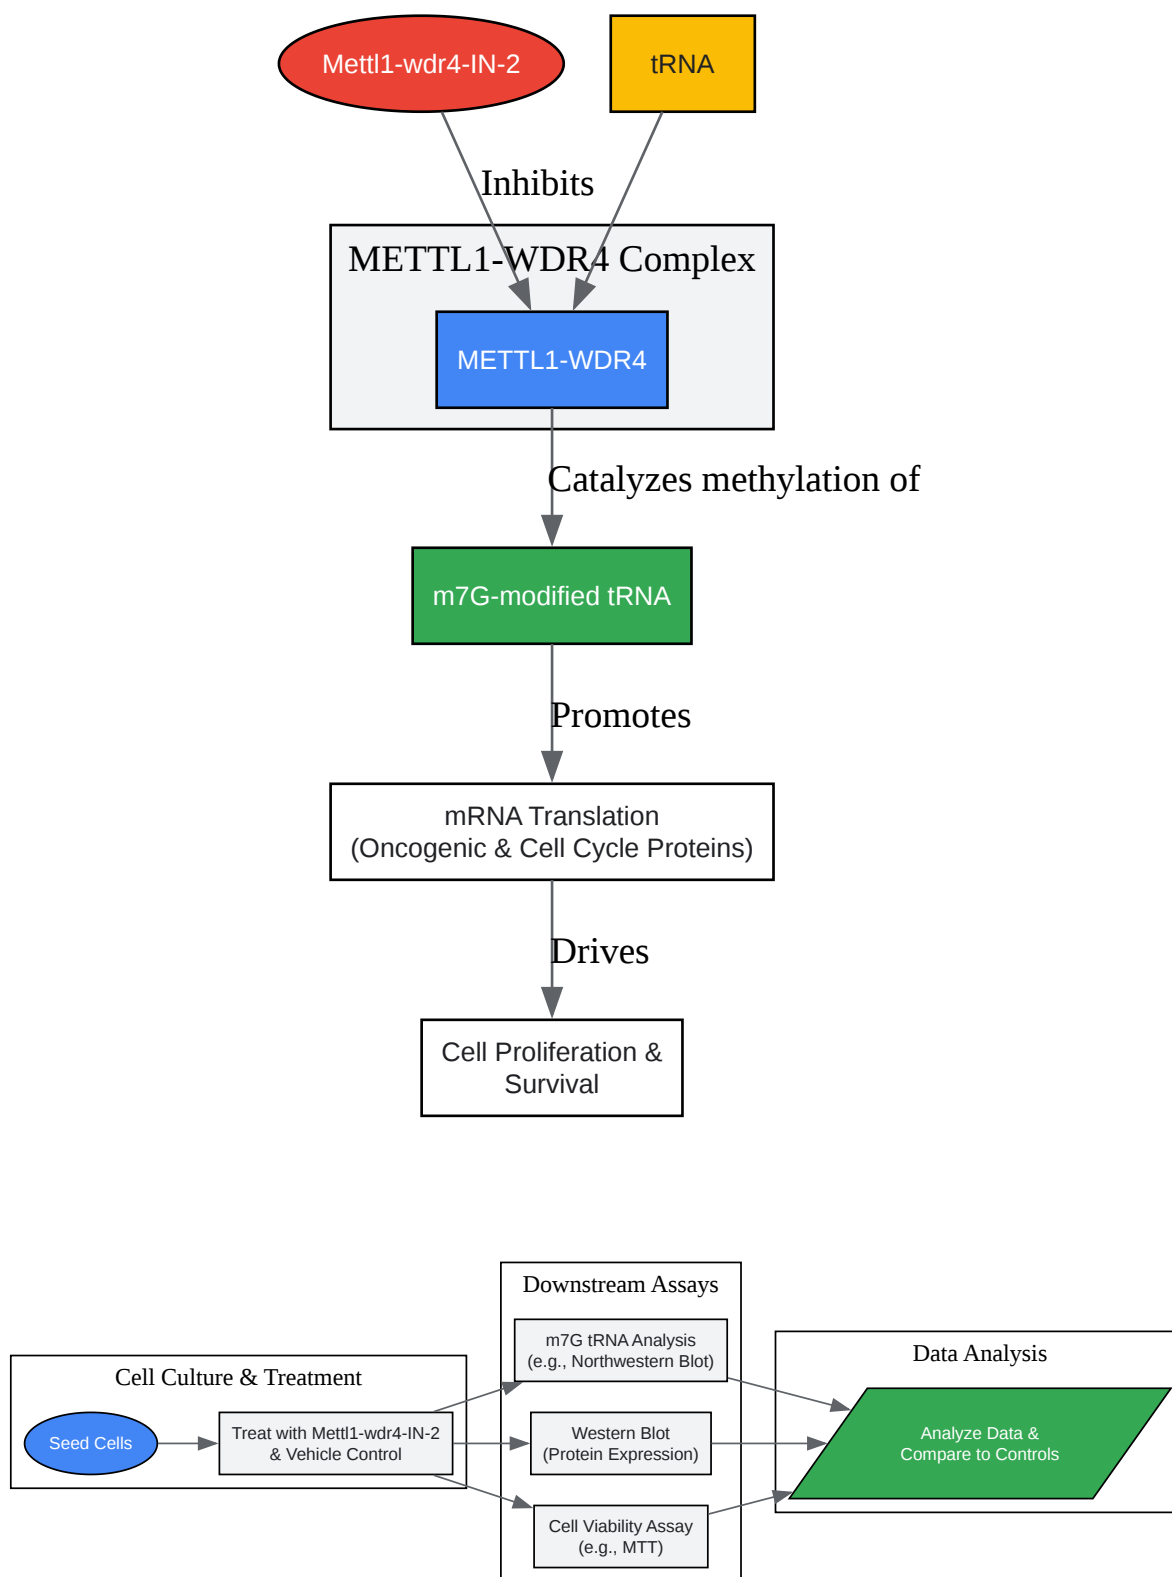 Mettl1-wdr4-IN-2
tRNA
Inhibits
METTL1-WDR4 Complex
METTL1-WDR4
Catalyzes methylation of
m7G-modified tRNA
Promotes
mRNA Translation
(Oncogenic & Cell Cycle Proteins)
Drives
Cell Proliferation &
Survival
Cell Culture & Treatment
Seed Cells
Treat with Mettl1-wdr4-IN-2
& Vehicle Control
Downstream Assays
m7G tRNA Analysis
(e.g., Northwestern Blot)
Western Blot
(Protein Expression)
Cell Viability Assay
(e.g., MTT)
Data Analysis
Analyze Data &
Compare to Controls